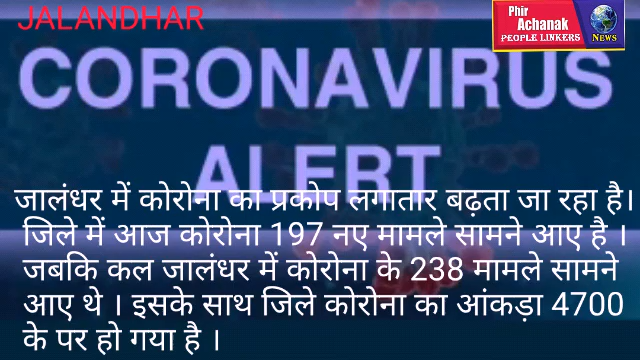 JALANDHAR
Phir
Achanak
PEOPLE LINKERS
NEWS
CORONAVIRUS
ALERT
जालंधर में कोरोना का प्रकोप लगातार बढ़ता जा रहा है।
जिले में आज कोरोना 197 नए मामले सामने आए है ।
जबकि कल जालंधर में कोरोना के 238 मामले सामने
आए थे । इसके साथ जिले कोरोना का आंकड़ा 4700
के पर हो गया है ।